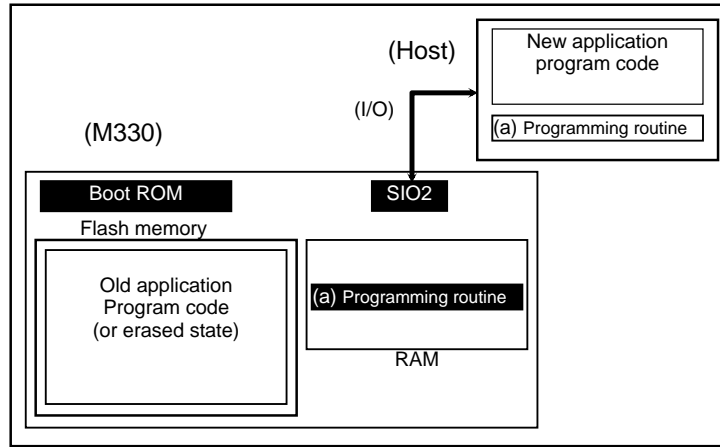 (Host)
New application
program code
(a) Programming routine
(I/O)
(M330)
Boot ROM
SIO2
Flash memory
Old application
Program code
(or erased state)
(a) Programming routine
RAM